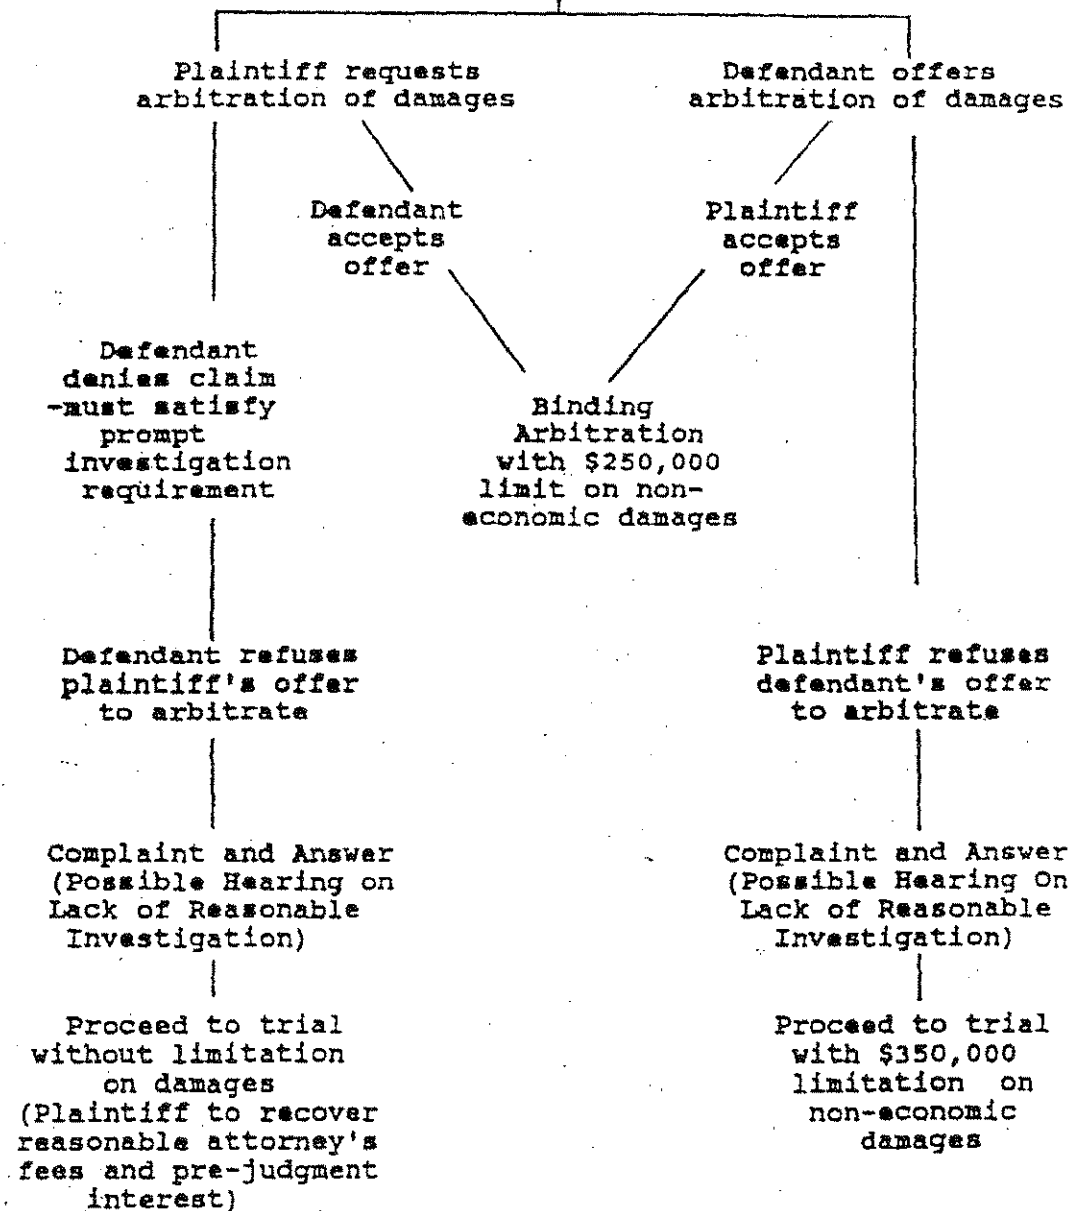 Plaintiff requests
arbitration of damages
Defendant offers
arbitration of damages
Defendant
accepts
offer
Plaintiff
accepts
offer
Defendant
denies claim
-must satisfy
prompt
investigation
requirement
Binding
Arbitration
with $250,000
limit on non-
economic damages
Defendant refuses
plaintiff's offer
to arbitrate
Plaintiff refuses
defendant's offer
to arbitrate
Complaint and Answer
(Possible Hearing on
Lack of Reasonable
Investigation)
Complaint and Answer
(Possible Hearing On
Lack of Reasonable
Investigation)
Proceed to trial
without limitation
on damages
(Plaintiff to recover
reasonable attorney's
fees and pre-judgment
interest)
Proceed to trial
with $350,000
limitation on
non-economic
damages